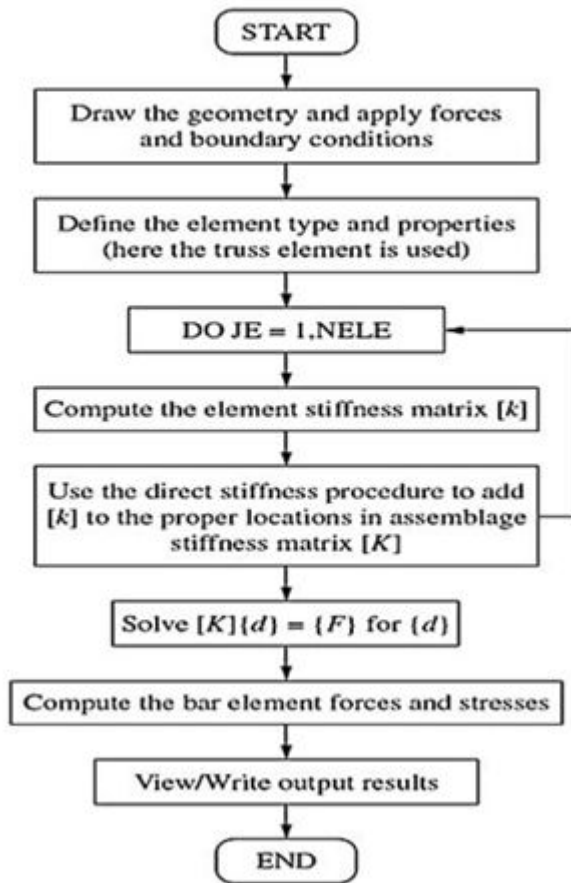 START
Draw the geometry and apply forces
and boundary conditions
Define the element type and properties
(here the truss element is used)
DO JE = 1,NELE
Compute the element stiffness matrix [k]
Use the direct stiffness procedure to add
[k] to the proper locations in assemblage
stiffness matrix [K]
Solve [K]{d} = {F} for {d}
Compute the bar element forces and stresses
View/Write output results
END